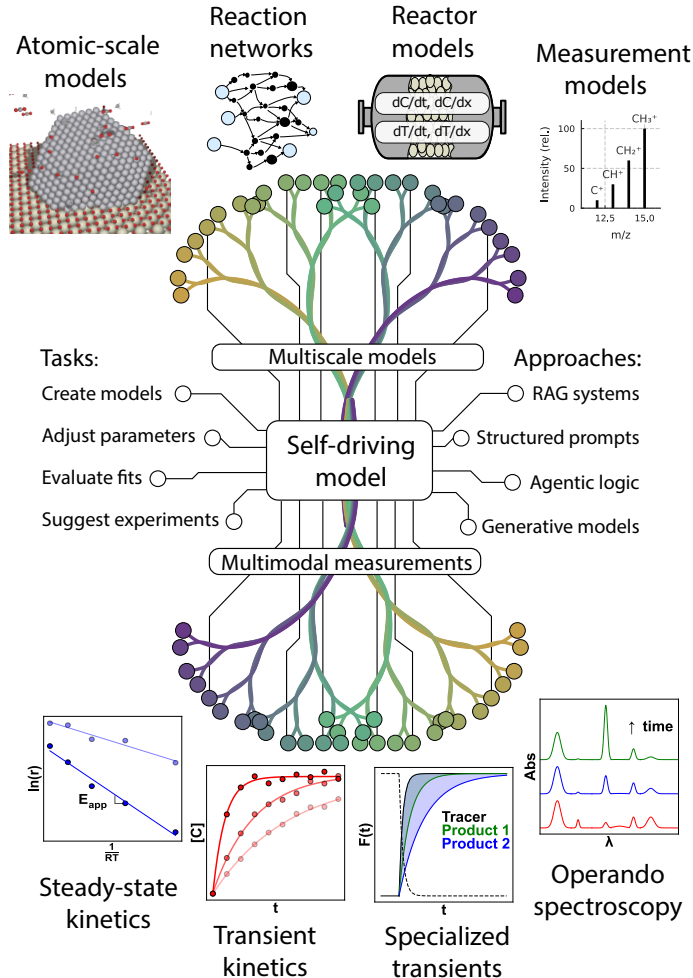 Atomic-scale
models
Reaction
networks
Reactor
models
dC/dt, dC/dx
dT/dt, dT/dx
Measurement
models
Intensity (rel.)
100
50
0
C⁺
CH⁺
CH₂⁺
CH₃⁺
12.5
15.0
m/z
Multiscale models
Tasks:
Create models
Adjust parameters
Evaluate fits
Suggest experiments
Self-driving
model
Approaches:
RAG systems
Structured prompts
Agentic logic
Generative models
Multimodal measurements
ln(r)
E_app
1/RT
Steady-state
kinetics
[C]
t
Transient
kinetics
F(t)
Tracer
Product 1
Product 2
t
Specialized
transients
Abs
↑ time
λ
Operando
spectroscopy